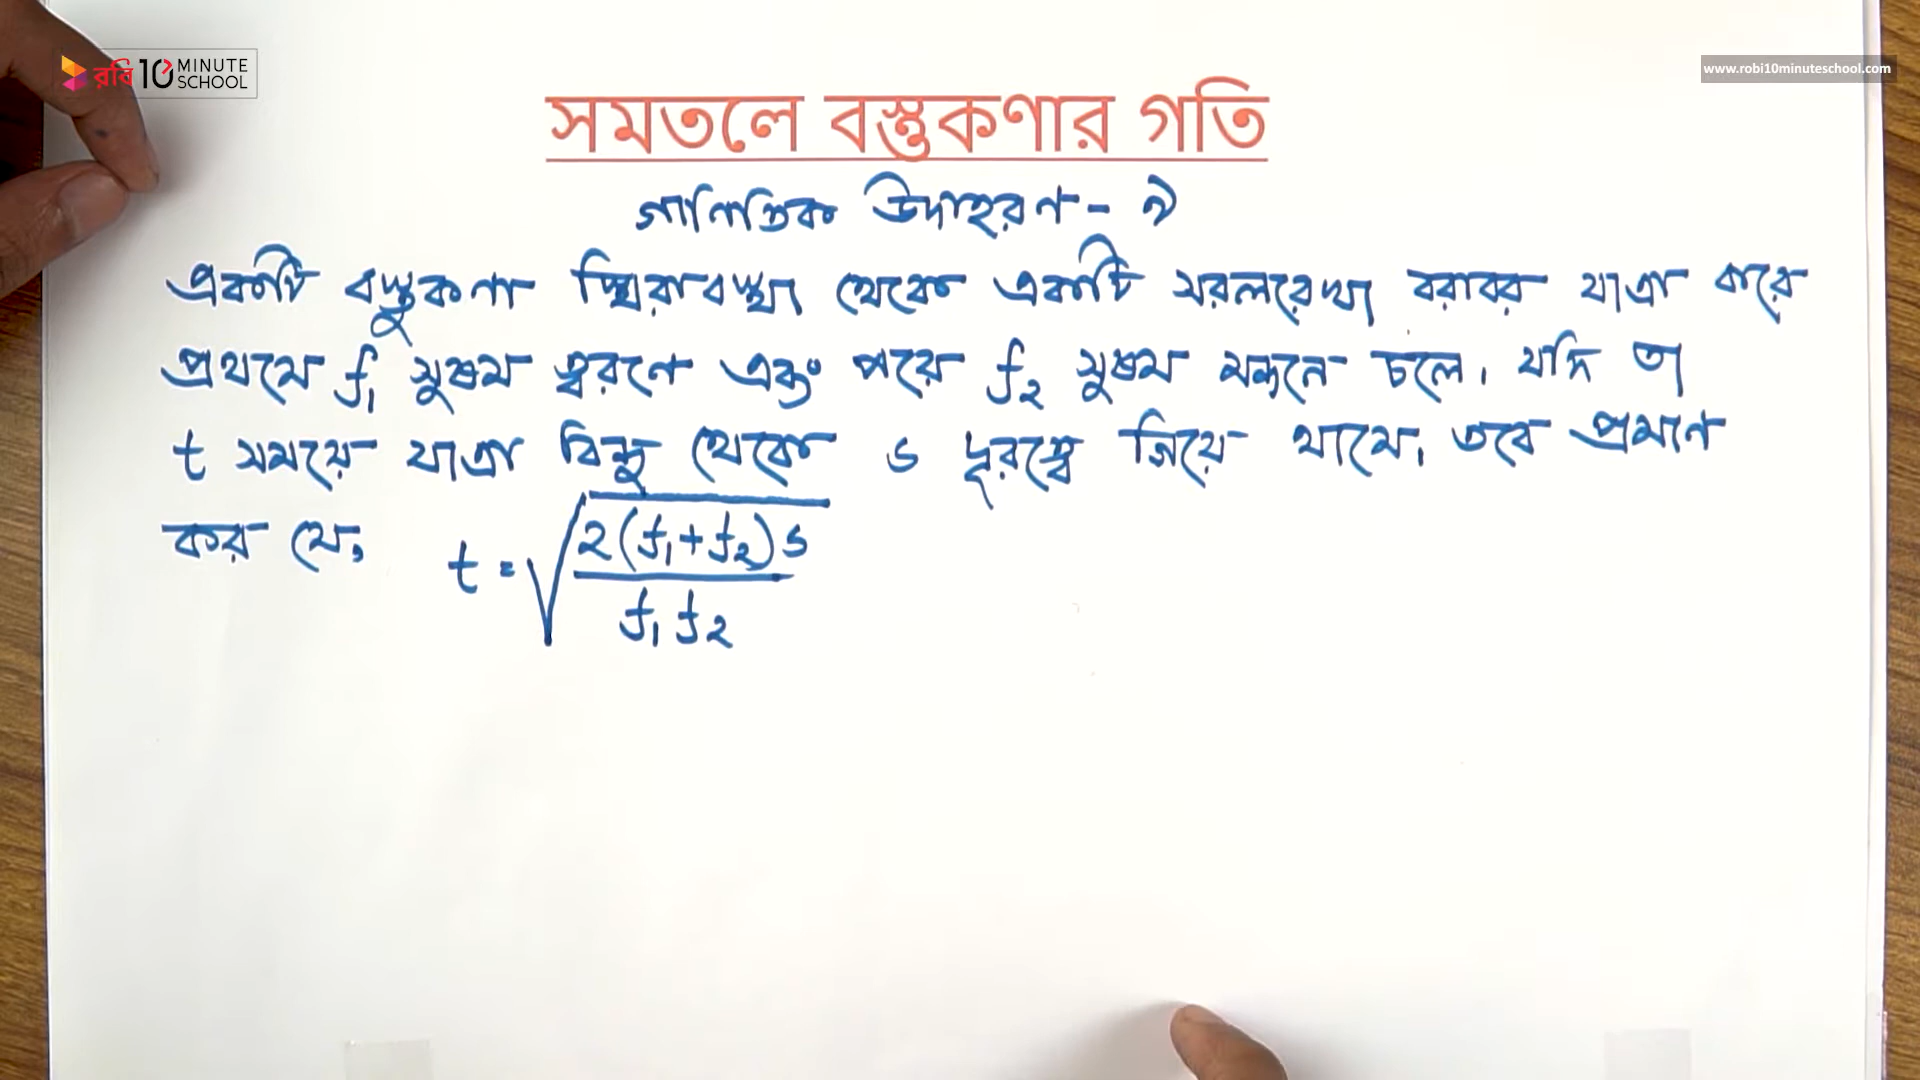 রবি 10 MINUTE SCHOOL
www.robi10minuteschool.com
সমতলে বস্তুকণার গতি
গাণিতিক উদাহরণ - ৯
একটি বস্তুকণা স্থিরাবস্থা থেকে একটি সরলরেখা বরাবর যাত্রা করে
প্রথমে f₁ সুষম ত্বরণে এবং পরে f₂ সুষম মন্দনে চলে। যদি তা
t সময়ে যাত্রা বিন্দু থেকে s দূরত্বে গিয়ে থামে, তবে প্রমাণ
কর যে, t = √(2(f₁+f₂)s / f₁f₂)